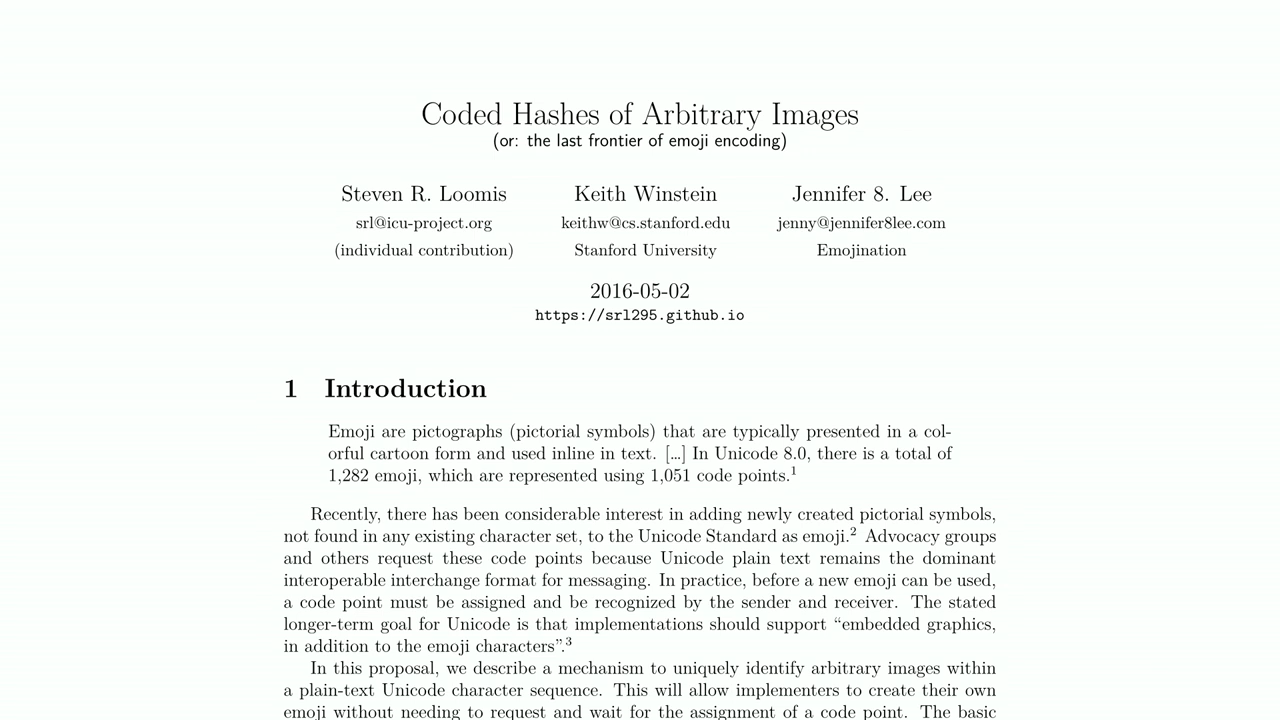 Coded Hashes of Arbitrary Images
(or: the last frontier of emoji encoding)
Steven R. Loomis Keith Winstein Jennifer 8. Lee
srl@icu-project.org keithw@cs.stanford.edu jenny@jennifer8lee.com
(individual contribution) Stanford University Emojination
2016-05-02
https://srl295.github.io
1 Introduction
Emoji are pictographs (pictorial symbols) that are typically presented in a col-
orful cartoon form and used inline in text. […] In Unicode 8.0, there is a total of
1,282 emoji, which are represented using 1,051 code points.¹
Recently, there has been considerable interest in adding newly created pictorial symbols,
not found in any existing character set, to the Unicode Standard as emoji.² Advocacy groups
and others request these code points because Unicode plain text remains the dominant
interoperable interchange format for messaging. In practice, before a new emoji can be used,
a code point must be assigned and be recognized by the sender and receiver. The stated
longer-term goal for Unicode is that implementations should support “embedded graphics,
in addition to the emoji characters”.³
In this proposal, we describe a mechanism to uniquely identify arbitrary images within
a plain-text Unicode character sequence. This will allow implementers to create their own
emoji without needing to request and wait for the assignment of a code point. The basic